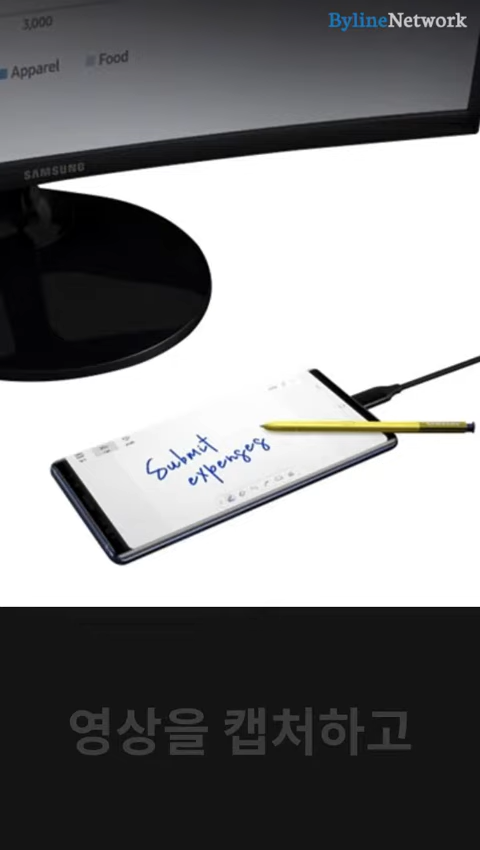 BylineNetwork
3,000
Apparel
Food
SAMSUNG
Submit
expenses
영상을 캡처하고